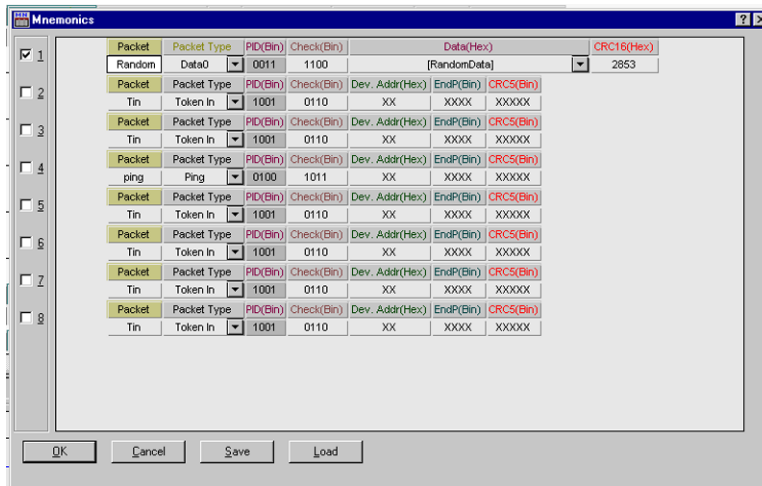 Mnemonics
Packet Packet Type PID(Bin) Check(Bin) Data(Hex) CRC16(Hex)
1 Random Data0 0011 1100 [RandomData] 2853
Packet Packet Type PID(Bin) Check(Bin) Dev. Addr(Hex) EndP(Bin) CRC5(Bin)
2 Tin Token In 1001 0110 XX XXXX XXXXX
Packet Packet Type PID(Bin) Check(Bin) Dev. Addr(Hex) EndP(Bin) CRC5(Bin)
3 Tin Token In 1001 0110 XX XXXX XXXXX
Packet Packet Type PID(Bin) Check(Bin) Dev. Addr(Hex) EndP(Bin) CRC5(Bin)
4 ping Ping 0100 1011 XX XXXX XXXXX
Packet Packet Type PID(Bin) Check(Bin) Dev. Addr(Hex) EndP(Bin) CRC5(Bin)
5 Tin Token In 1001 0110 XX XXXX XXXXX
Packet Packet Type PID(Bin) Check(Bin) Dev. Addr(Hex) EndP(Bin) CRC5(Bin)
6 Tin Token In 1001 0110 XX XXXX XXXXX
Packet Packet Type PID(Bin) Check(Bin) Dev. Addr(Hex) EndP(Bin) CRC5(Bin)
7 Tin Token In 1001 0110 XX XXXX XXXXX
Packet Packet Type PID(Bin) Check(Bin) Dev. Addr(Hex) EndP(Bin) CRC5(Bin)
8 Tin Token In 1001 0110 XX XXXX XXXXX
OK Cancel Save Load